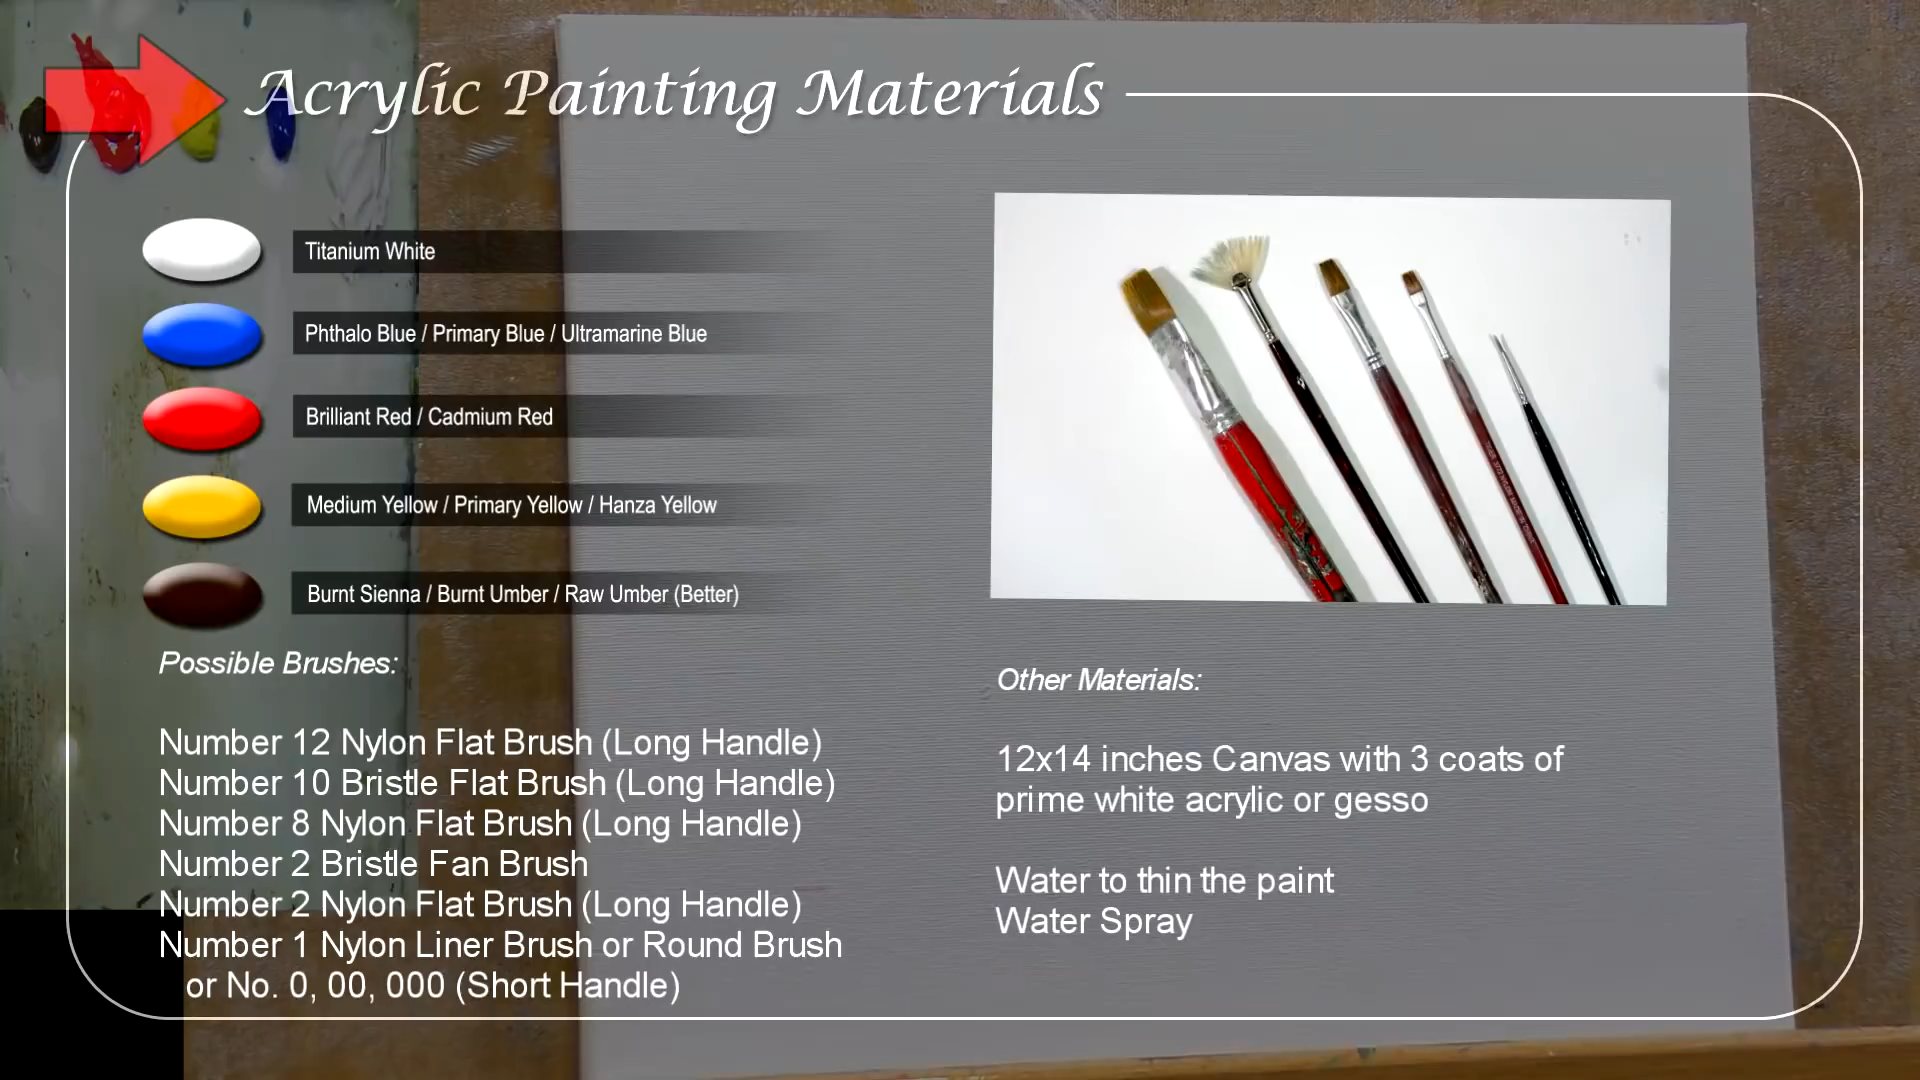 Acrylic Painting Materials
Titanium White
Phthalo Blue / Primary Blue / Ultramarine Blue
Brilliant Red / Cadmium Red
Medium Yellow / Primary Yellow / Hanza Yellow
Burnt Sienna / Burnt Umber / Raw Umber (Better)
Possible Brushes:
Number 12 Nylon Flat Brush (Long Handle)
Number 10 Bristle Flat Brush (Long Handle)
Number 8 Nylon Flat Brush (Long Handle)
Number 2 Bristle Fan Brush
Number 2 Nylon Flat Brush (Long Handle)
Number 1 Nylon Liner Brush or Round Brush
or No. 0, 00, 000 (Short Handle)
Other Materials:
12x14 inches Canvas with 3 coats of
prime white acrylic or gesso
Water to thin the paint
Water Spray